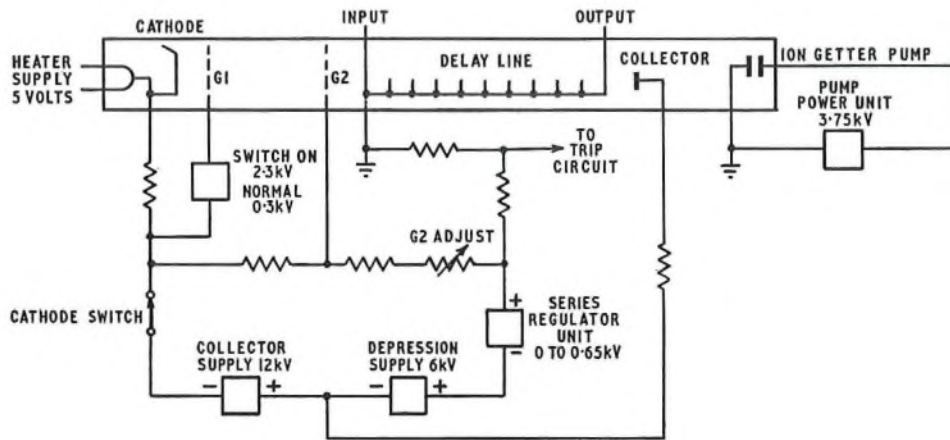 INPUT
OUTPUT
CATHODE
HEATER
SUPPLY
5 VOLTS
G1
G2
DELAY LINE
COLLECTOR
ION GETTER PUMP
PUMP
POWER UNIT
3·75kV
SWITCH ON
2·3kV
NORMAL
0·3kV
TO
TRIP
CIRCUIT
G2 ADJUST
CATHODE SWITCH
+
SERIES
REGULATOR
UNIT
0 TO 0·65kV
−
COLLECTOR
SUPPLY 12kV
− +
DEPRESSION
SUPPLY 6kV
− +